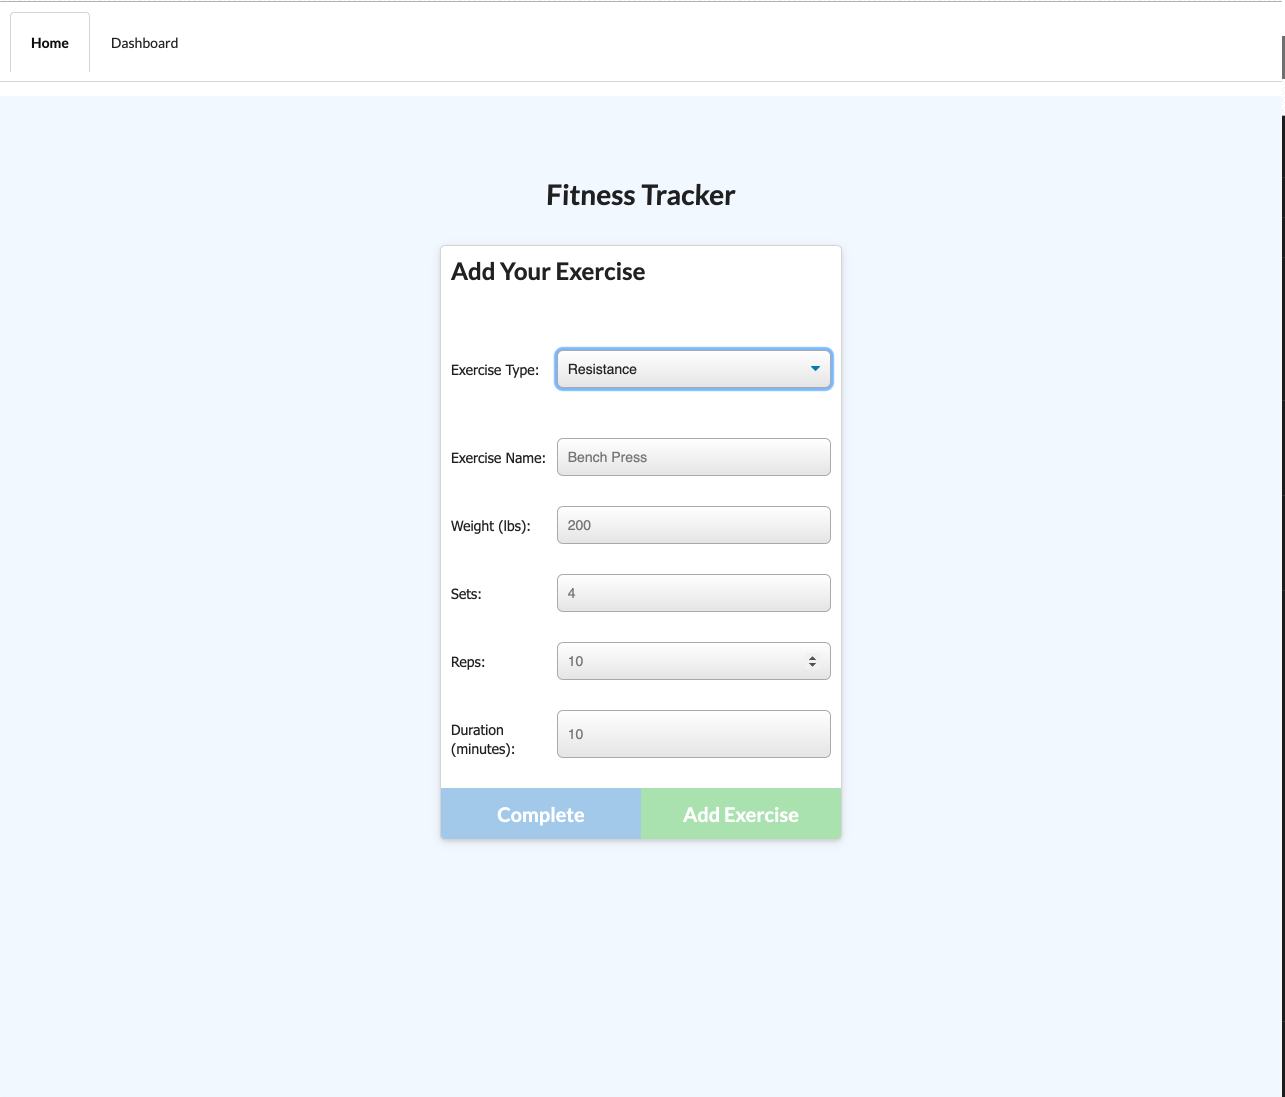 Home Dashboard
Fitness Tracker
Add Your Exercise
Exercise Type: Resistance
Exercise Name: Bench Press
Weight (lbs): 200
Sets: 4
Reps: 10
Duration
(minutes): 10
Complete Add Exercise